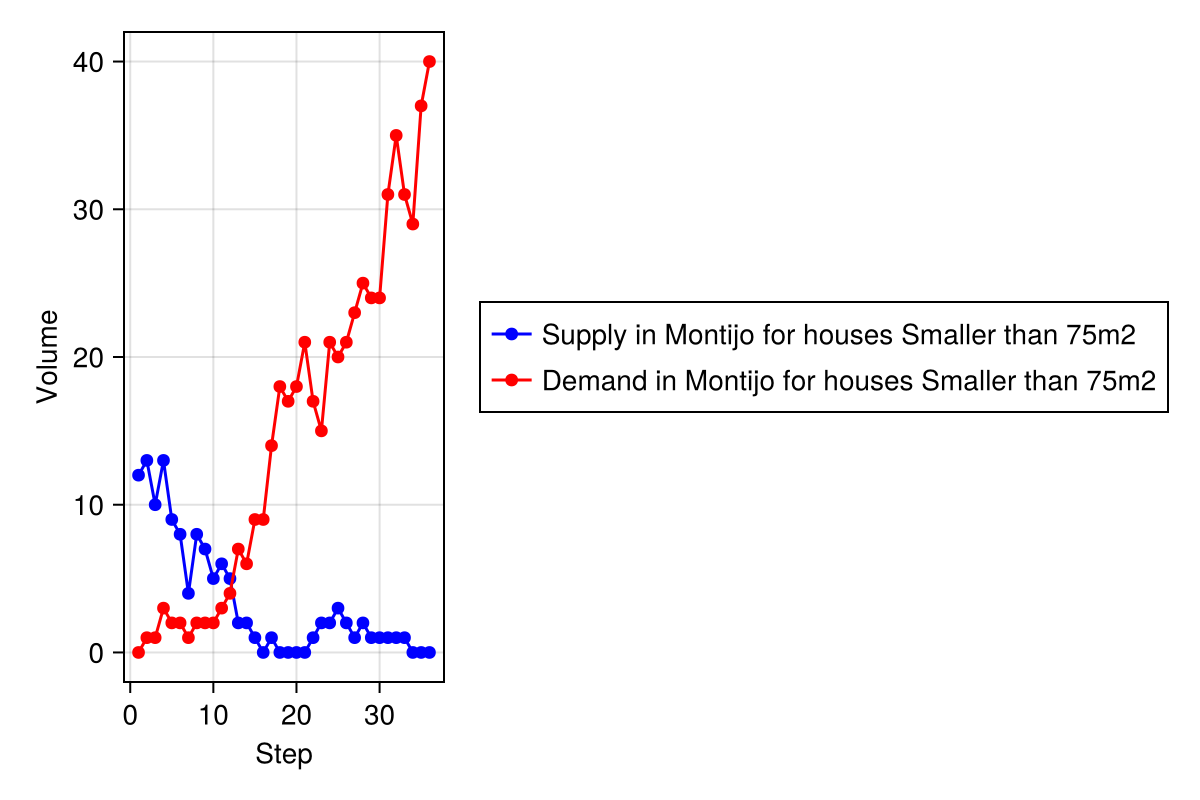 Volume
40
30
20
10
0
0 10 20 30
Step
Supply in Montijo for houses Smaller than 75m2
Demand in Montijo for houses Smaller than 75m2